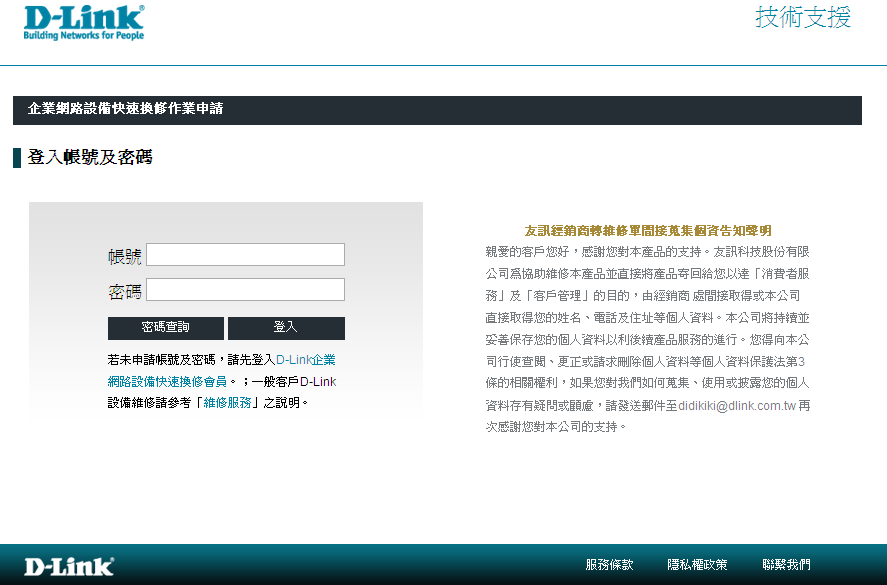 D-Link
Building Networks for People
技術支援
企業網路設備快速換修作業申請
登入帳號及密碼
帳號
密碼
密碼查詢
登入
若未申請帳號及密碼，請先登入D-Link企業
網路設備快速換修會員。；一般客戶D-Link
設備維修請參考「維修服務」之說明。
友訊經銷商轉維修單間接蒐集個資告知聲明
親愛的客戶您好，感謝您對本產品的支持。友訊科技股份有限
公司為協助維修本產品並直接將產品寄回給您以達「消費者服
務」及「客戶管理」的目的，由經銷商 處間接取得或本公司
直接取得您的姓名、電話及住址等個人資料。本公司將持續並
妥善保存您的個人資料以利後續產品服務的進行。您得向本公
司行使查閱、更正或請求刪除個人資料等個人資料保護法第3
條的相關權利，如果您對我們如何蒐集、使用或披露您的個人
資料存有疑問或顧慮，請發送郵件至didikiki@dlink.com.tw 再
次感謝您對本公司的支持。
D-Link
服務條款
隱私權政策
聯繫我們